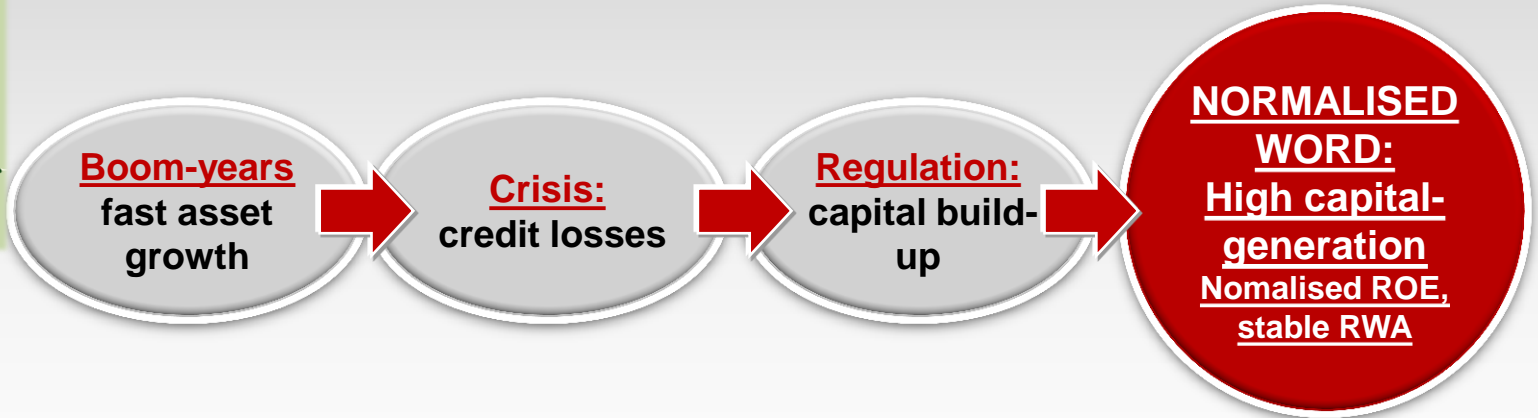 Boom-years
fast asset
growth
Crisis:
credit losses
Regulation:
capital build-
up
NORMALISED
WORD:
High capital-
generation
Nomalised ROE,
stable RWA